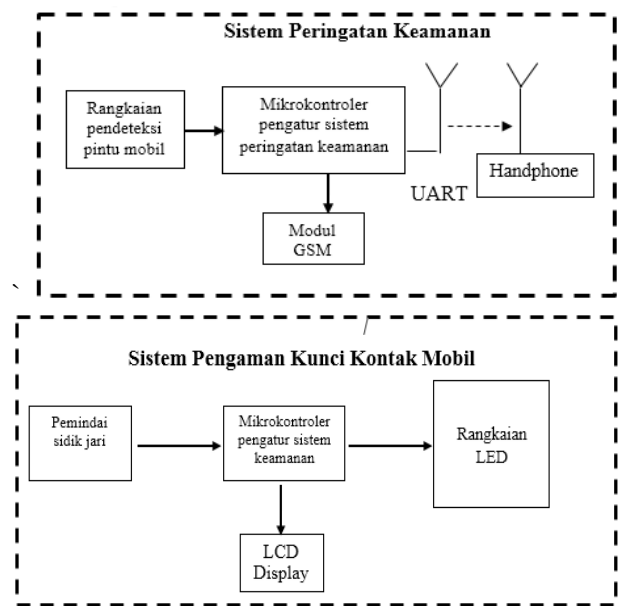 Sistem Peringatan Keamanan
Rangkaian
pendeteksi
pintu mobil
Mikrokontroler
pengatur sistem
peringatan keamanan
UART
Handphone
Modul
GSM
Sistem Pengaman Kunci Kontak Mobil
Pemindai
sidik jari
Mikrokontroler
pengatur sistem
keamanan
Rangkaian
LED
LCD
Display